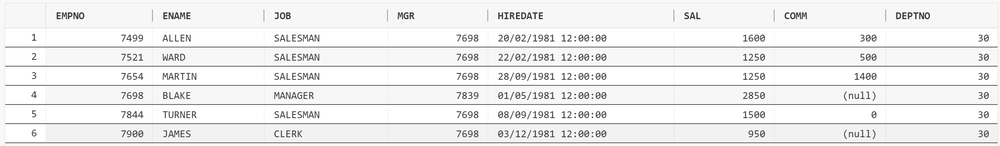 EMPNO ENAME JOB MGR HIREDATE SAL COMM DEPTNO
1 7499 ALLEN SALESMAN 7698 20/02/1981 12:00:00 1600 300 30
2 7521 WARD SALESMAN 7698 22/02/1981 12:00:00 1250 500 30
3 7654 MARTIN SALESMAN 7698 28/09/1981 12:00:00 1250 1400 30
4 7698 BLAKE MANAGER 7839 01/05/1981 12:00:00 2850 (null) 30
5 7844 TURNER SALESMAN 7698 08/09/1981 12:00:00 1500 0 30
6 7900 JAMES CLERK 7698 03/12/1981 12:00:00 950 (null) 30